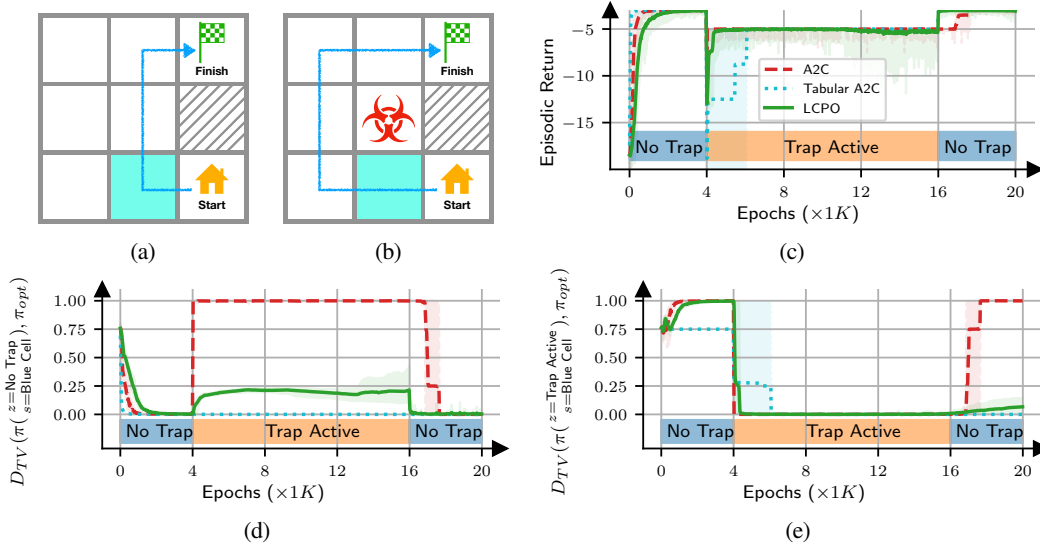 Finish
Start
(a)
Finish
Start
(b)
Episodic Return
−5
−10
−15
A2C
Tabular A2C
LCPO
No Trap
Trap Active
No Trap
0
4
8
12
16
20
Epochs (×1K)
(c)
D_TV(π(z=No Trap, s=Blue Cell), π_opt)
1.00
0.75
0.50
0.25
0.00
No Trap
Trap Active
No Trap
0
4
8
12
16
20
Epochs (×1K)
(d)
D_TV(π(z=Trap Active, s=Blue Cell), π_opt)
1.00
0.75
0.50
0.25
0.00
No Trap
Trap Active
No Trap
0
4
8
12
16
20
Epochs (×1K)
(e)